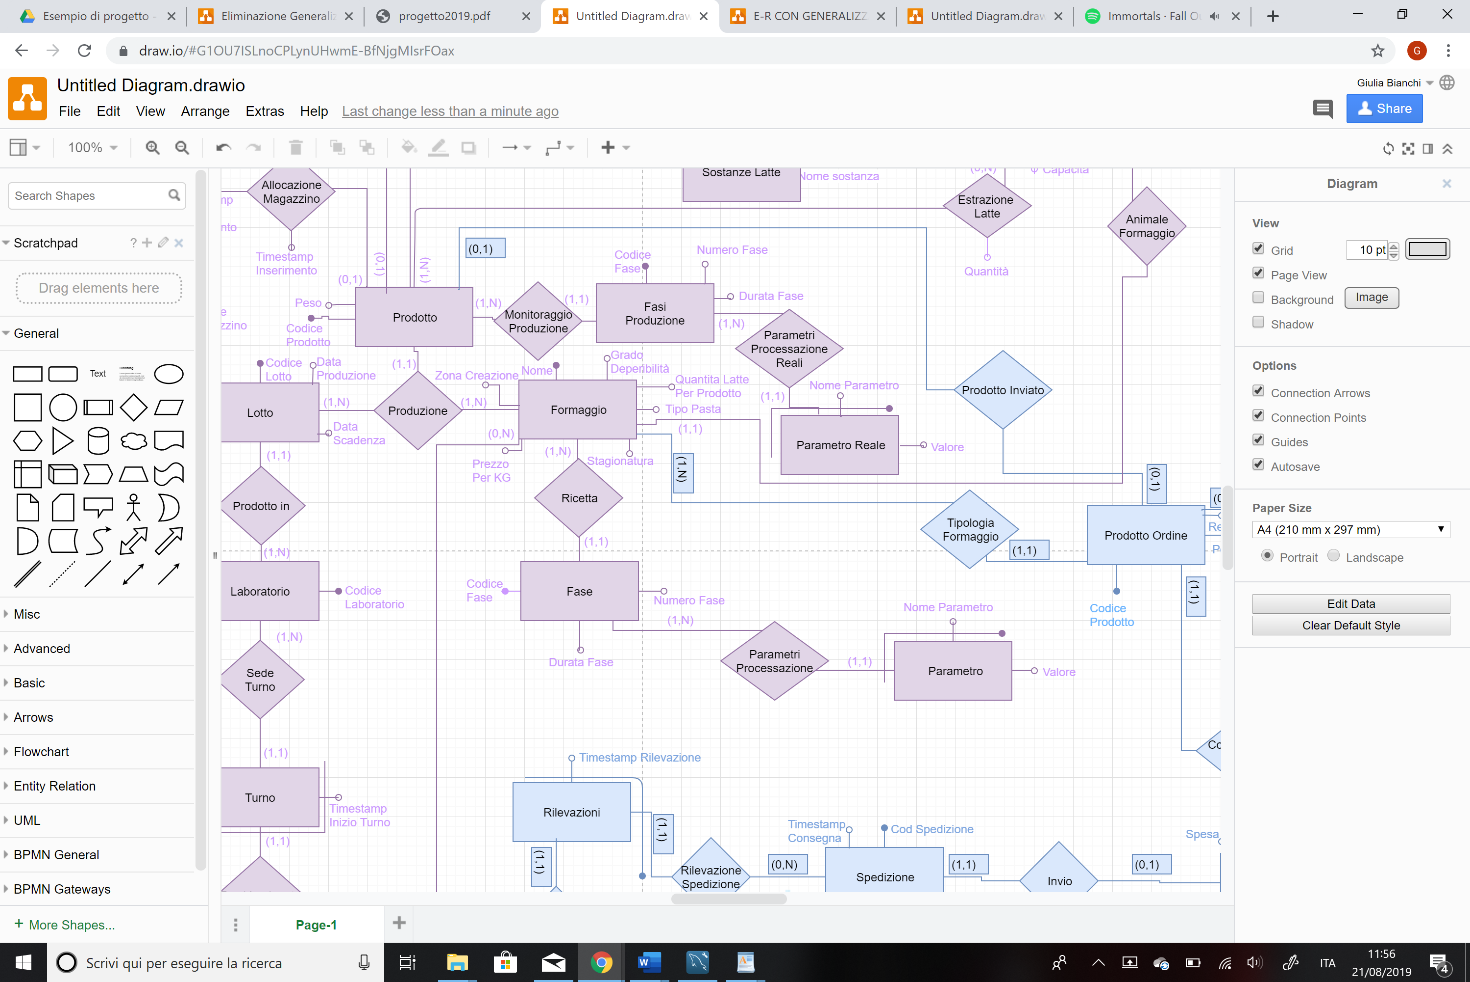 Esempio di progetto
Eliminazione Generali
progetto2019.pdf
Untitled Diagram.draw
E-R CON GENERALIZZ
Untitled Diagram.draw
Immortals · Fall O
draw.io/#G1OU7ISLnoCPLynUHwmE-BfNjgMIsrFOax
G
Untitled Diagram.drawio
File Edit View Arrange Extras Help Last change less than a minute ago
Giulia Bianchi
Share
100%
Search Shapes
Scratchpad
?
Drag elements here
General
Text
Misc
Advanced
Basic
Arrows
Flowchart
Entity Relation
UML
BPMN General
BPMN Gateways
+ More Shapes...
Allocazione
Magazzino
Timestamp
Inserimento
nto
Sostanze Latte
Nome sostanza
Estrazione
Latte
Quantità
Capacita
Animale
Formaggio
(0,1)
(0,1)
(1,N)
(0,1)
Peso
Codice
Prodotto
Prodotto
(1,N)
Monitoraggio
Produzione
(1,1)
Codice
Fase
Numero Fase
Fasi
Produzione
Durata Fase
(1,N)
Parametri
Processazione
Reali
(1,1)
Nome Parametro
Parametro Reale
Valore
Prodotto Inviato
zzino
Codice
Lotto
Data
Produzione
Lotto
(1,N)
Data
Scadenza
(1,1)
(1,1)
Produzione
(1,N)
Zona Creazione
Nome
Grado
Deperibilità
Formaggio
Quantita Latte
Per Prodotto
Tipo Pasta
(1,1)
(0,N)
Prezzo
Per KG
(1,N)
Stagionatura
(1,N)
Ricetta
(1,1)
Prodotto in
(1,N)
Laboratorio
Codice
Laboratorio
(1,N)
Sede
Turno
(1,1)
Turno
Timestamp
Inizio Turno
(1,1)
Codice
Fase
Fase
Numero Fase
(1,N)
Durata Fase
Parametri
Processazione
(1,1)
Nome Parametro
Parametro
Valore
Tipologia
Formaggio
(1,1)
(0,1)
Prodotto Ordine
Codice
Prodotto
(1,1)
Timestamp Rilevazione
Rilevazioni
(1,1)
(1,1)
Rilevazione
Spedizione
(0,N)
Timestamp
Consegna
Cod Spedizione
Spedizione
(1,1)
Invio
(0,1)
Spesa
Page-1
Diagram
View
Grid
10 pt
Page View
Background
Image
Shadow
Options
Connection Arrows
Connection Points
Guides
Autosave
Paper Size
A4 (210 mm x 297 mm)
Portrait
Landscape
Edit Data
Clear Default Style
Scrivi qui per eseguire la ricerca
ITA
11:56
21/08/2019
4